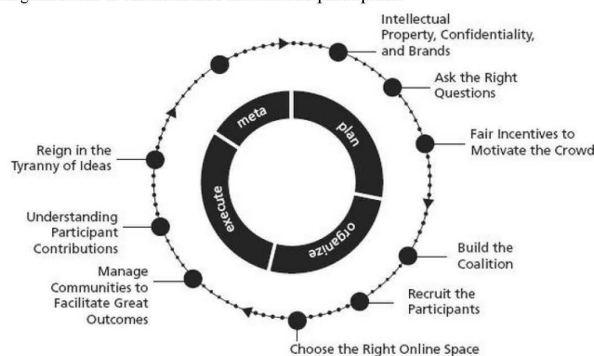 Intellectual
Property, Confidentiality,
and Brands
Ask the Right
Questions
Fair Incentives to
Motivate the Crowd
Build the
Coalition
Recruit the
Participants
Choose the Right Online Space
Manage
Communities to
Facilitate Great
Outcomes
Understanding
Participant
Contributions
Reign in the
Tyranny of Ideas
meta
plan
organize
execute